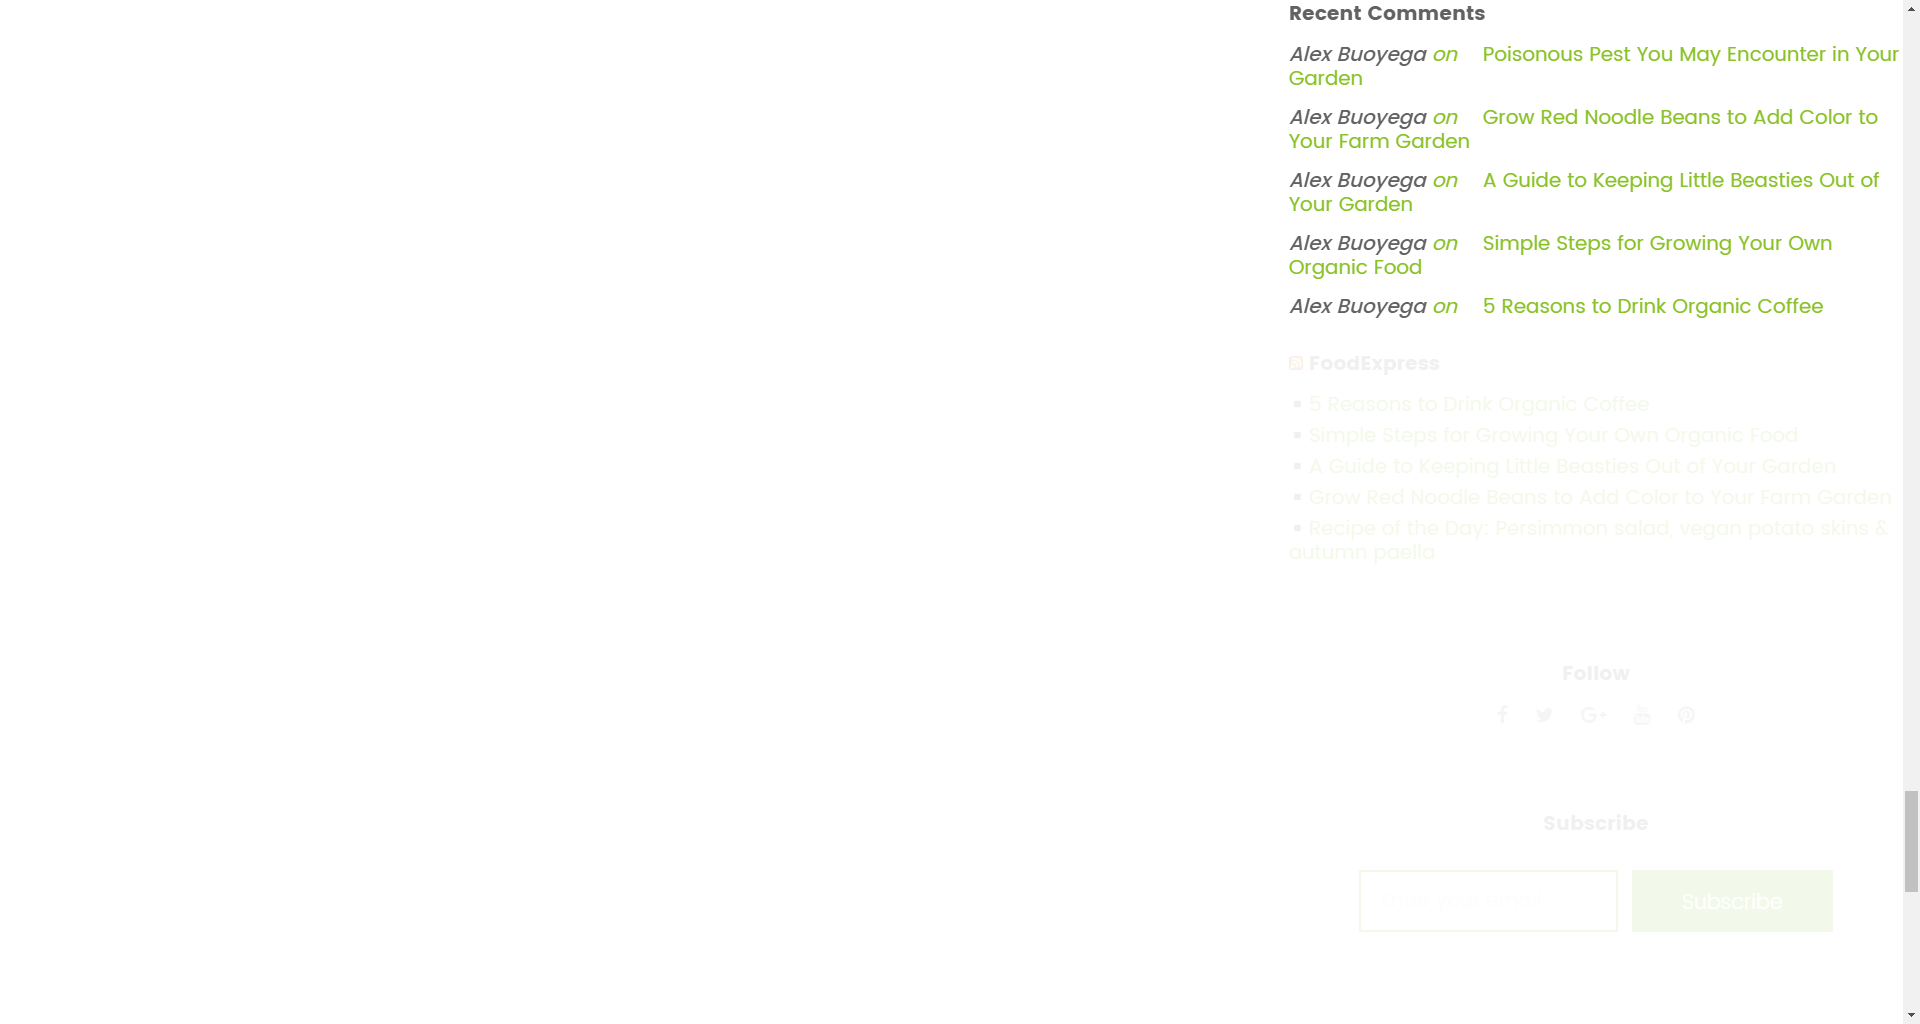 Recent Comments
Alex Buoyega on Poisonous Pest You May Encounter in Your
Garden
Alex Buoyega on Grow Red Noodle Beans to Add Color to
Your Farm Garden
Alex Buoyega on A Guide to Keeping Little Beasties Out of
Your Garden
Alex Buoyega on Simple Steps for Growing Your Own
Organic Food
Alex Buoyega on 5 Reasons to Drink Organic Coffee
FoodExpress
5 Reasons to Drink Organic Coffee
Simple Steps for Growing Your Own Organic Food
A Guide to Keeping Little Beasties Out of Your Garden
Grow Red Noodle Beans to Add Color to Your Farm Garden
Recipe of the Day: Persimmon salad, vegan potato skins &
autumn paella
Follow
Subscribe
Subscribe